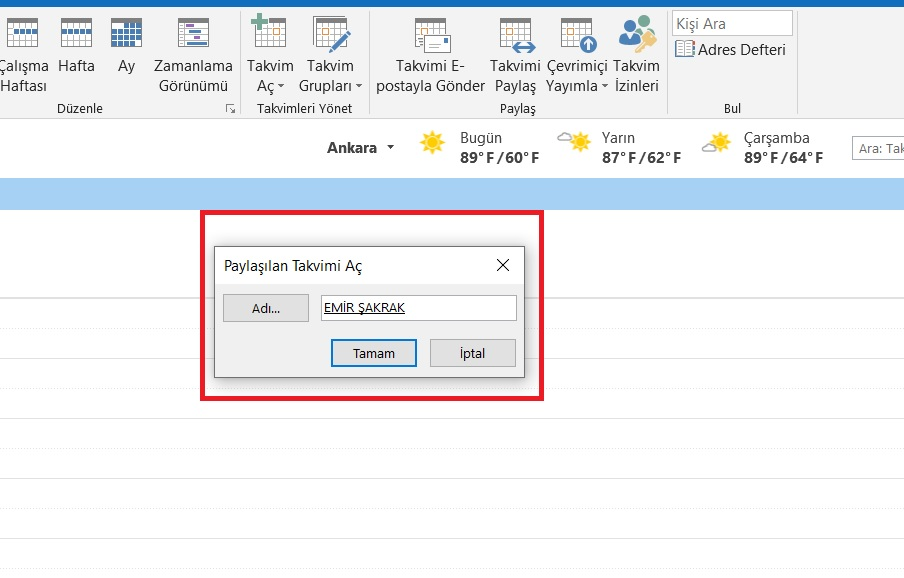 Çalışma Haftası
Hafta
Ay
Zamanlama Görünümü
Düzenle
Takvim Aç
Takvim Grupları
Takvimleri Yönet
Takvimi E-postayla Gönder
Takvimi Paylaş
Çevrimiçi Yayımla
Takvim İzinleri
Paylaş
Kişi Ara
Adres Defteri
Bul
Ankara
Bugün
89°F/60°F
Yarın
87°F/62°F
Çarşamba
89°F/64°F
Ara: Tak
Paylaşılan Takvimi Aç
Adı...
EMİR ŞAKRAK
Tamam
İptal